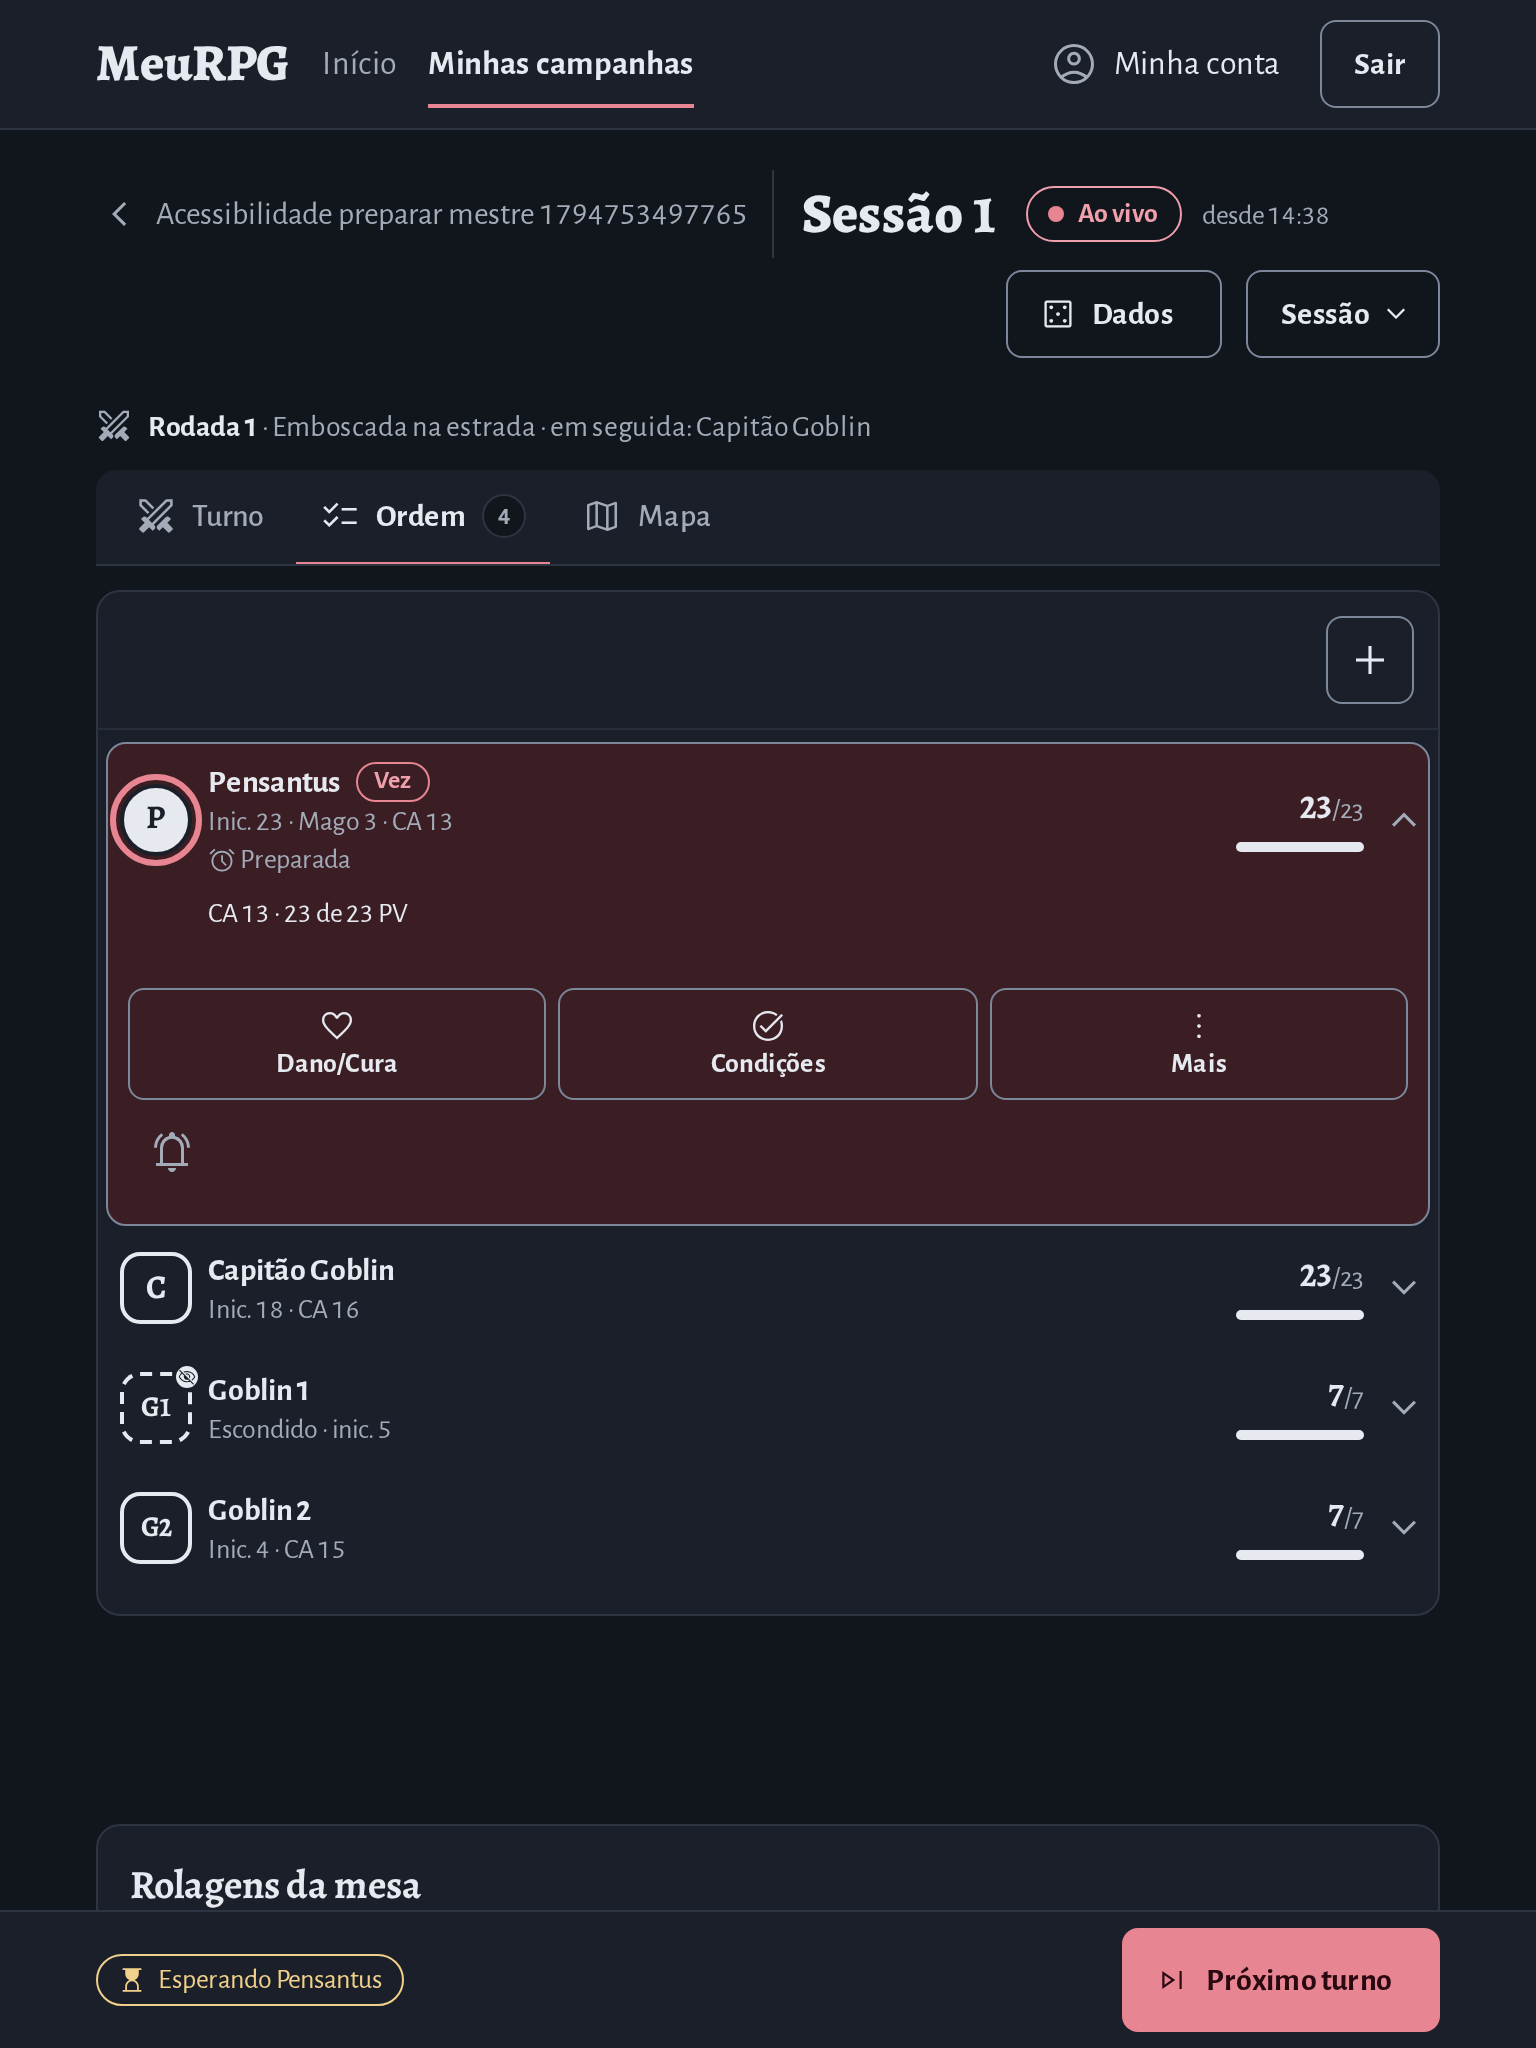 MeuRPG Início Minhas campanhas Minha conta Sair
Acessibilidade preparar mestre 1794753497765 Sessão 1 Ao vivo desde 14:38
Dados Sessão
Rodada 1 · Emboscada na estrada · em seguida: Capitão Goblin
Turno Ordem 4 Mapa
P Pensantus Vez
Inic. 23 · Mago 3 · CA 13
23/23
Preparada
CA 13 · 23 de 23 PV
Dano/Cura Condições Mais
C Capitão Goblin
Inic. 18 · CA 16
23/23
G1 Goblin 1
Escondido · inic. 5
7/7
G2 Goblin 2
Inic. 4 · CA 15
7/7
Rolagens da mesa
Esperando Pensantus Próximo turno